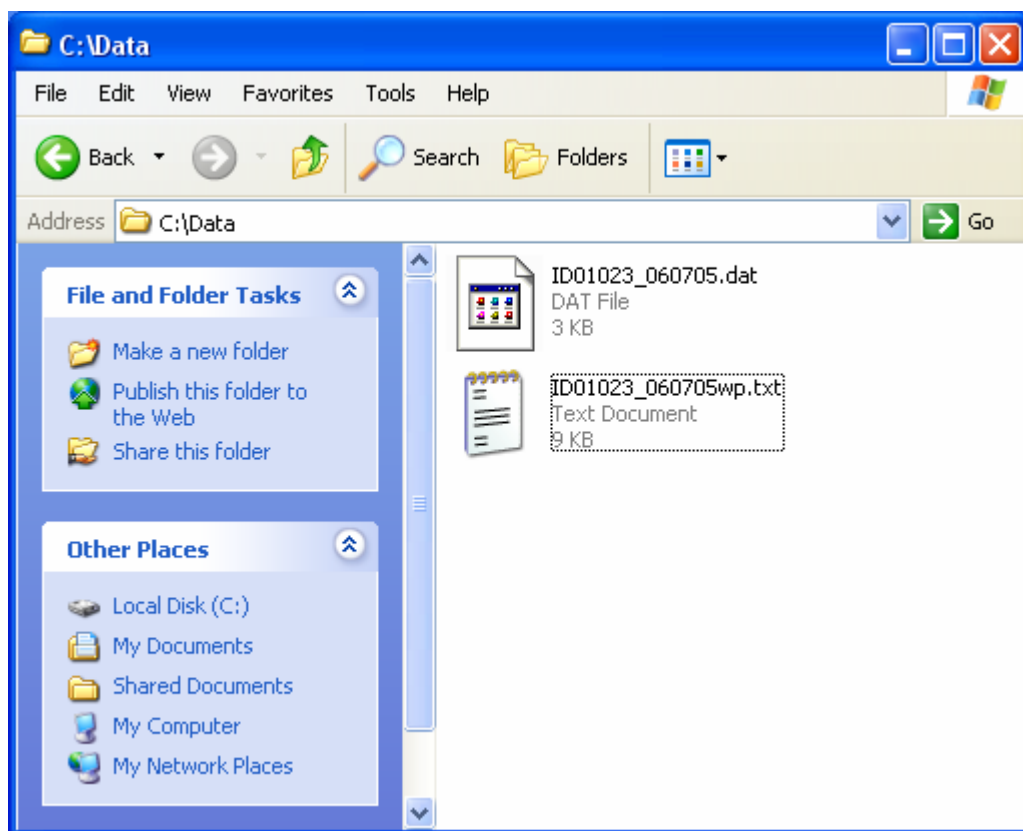 C:\Data
File Edit View Favorites Tools Help
Back Search Folders
Address C:\Data Go
File and Folder Tasks
Make a new folder
Publish this folder to
the Web
Share this folder
Other Places
Local Disk (C:)
My Documents
Shared Documents
My Computer
My Network Places
ID01023_060705.dat
DAT File
3 KB
ID01023_060705wp.txt
Text Document
9 KB